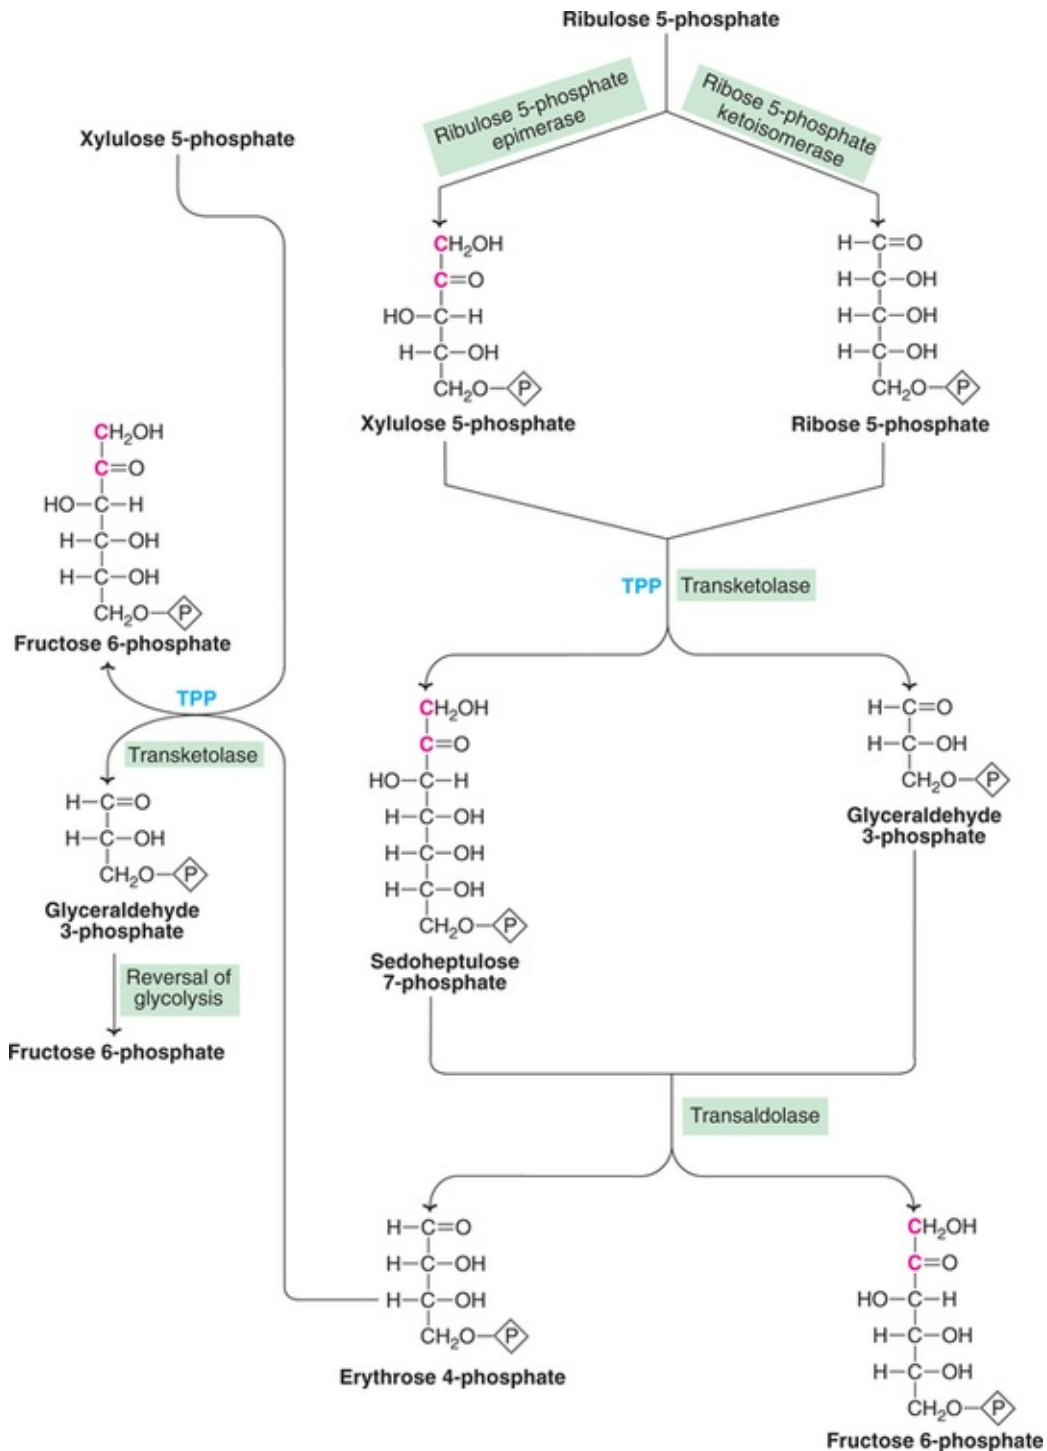 Ribulose 5-phosphate
Ribulose 5-phosphate
epimerase
Ribose 5-phosphate
ketoisomerase
Xylulose 5-phosphate
CH₂OH
C=O
HO—C—H
H—C—OH
CH₂O—P
Xylulose 5-phosphate
H—C=O
H—C—OH
H—C—OH
H—C—OH
CH₂O—P
Ribose 5-phosphate
CH₂OH
C=O
HO—C—H
H—C—OH
H—C—OH
CH₂O—P
Fructose 6-phosphate
TPP
Transketolase
TPP
Transketolase
CH₂OH
C=O
HO—C—H
H—C—OH
H—C—OH
H—C—OH
CH₂O—P
Sedoheptulose
7-phosphate
H—C=O
H—C—OH
CH₂O—P
Glyceraldehyde
3-phosphate
H—C=O
H—C—OH
CH₂O—P
Glyceraldehyde
3-phosphate
Reversal of
glycolysis
Fructose 6-phosphate
Transaldolase
H—C=O
H—C—OH
H—C—OH
CH₂O—P
Erythrose 4-phosphate
CH₂OH
C=O
HO—C—H
H—C—OH
H—C—OH
CH₂O—P
Fructose 6-phosphate